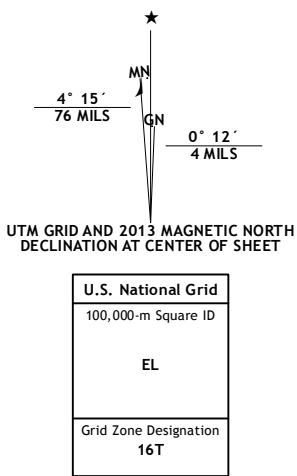 MN
GN
4° 15´
76 MILS
0° 12´
4 MILS
UTM GRID AND 2013 MAGNETIC NORTH
DECLINATION AT CENTER OF SHEET
U.S. National Grid
100,000-m Square ID
EL
Grid Zone Designation
16T